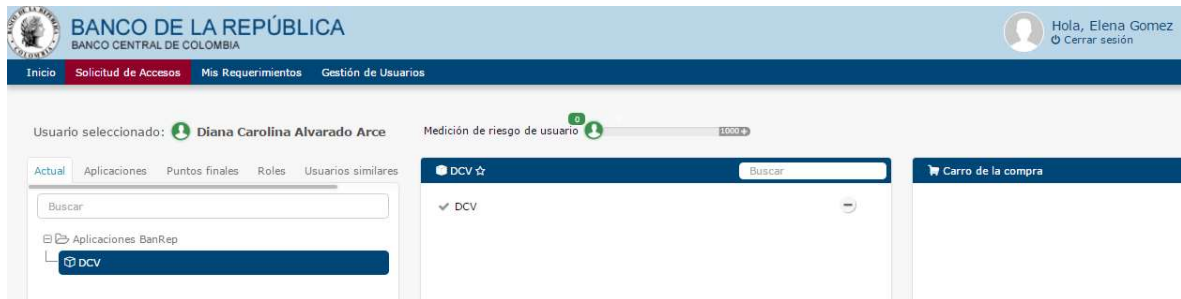 BANCO DE LA REPÚBLICA
BANCO CENTRAL DE COLOMBIA
Hola, Elena Gomez
Cerrar sesión
Inicio Solicitud de Accesos Mis Requerimientos Gestión de Usuarios
Usuario seleccionado: Diana Carolina Alvarado Arce
Medición de riesgo de usuario 0 1000+
Actual Aplicaciones Puntos finales Roles Usuarios similares
Buscar
Aplicaciones BanRep
DCV
DCV Buscar
DCV
Carro de la compra